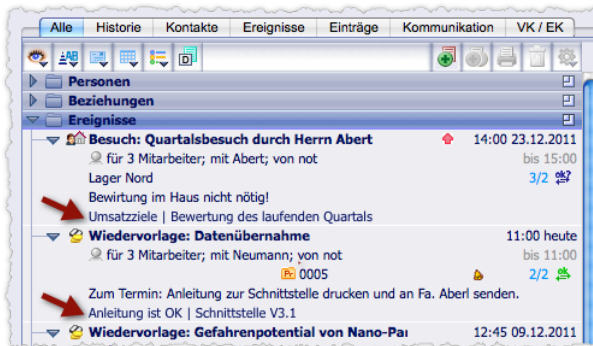 Alle Historie Kontakte Ereignisse Einträge Kommunikation VK / EK
AB D
Personen
Beziehungen
Ereignisse
Besuch: Quartalsbesuch durch Herrn Abert 14:00 23.12.2011
für 3 Mitarbeiter; mit Abert; von not bis 15:00
Lager Nord 3/2 ok?
Bewirtung im Haus nicht nötig!
Umsatzziele | Bewertung des laufenden Quartals
Wiedervorlage: Datenübernahme 11:00 heute
für 3 Mitarbeiter; mit Neumann; von not bis 11:00
Pr 0005 2/2 ok
Zum Termin: Anleitung zur Schnittstelle drucken und an Fa. Aberl senden.
Anleitung ist OK | Schnittstelle V3.1
Wiedervorlage: Gefahrenpotential von Nano-Par 12:45 09.12.2011